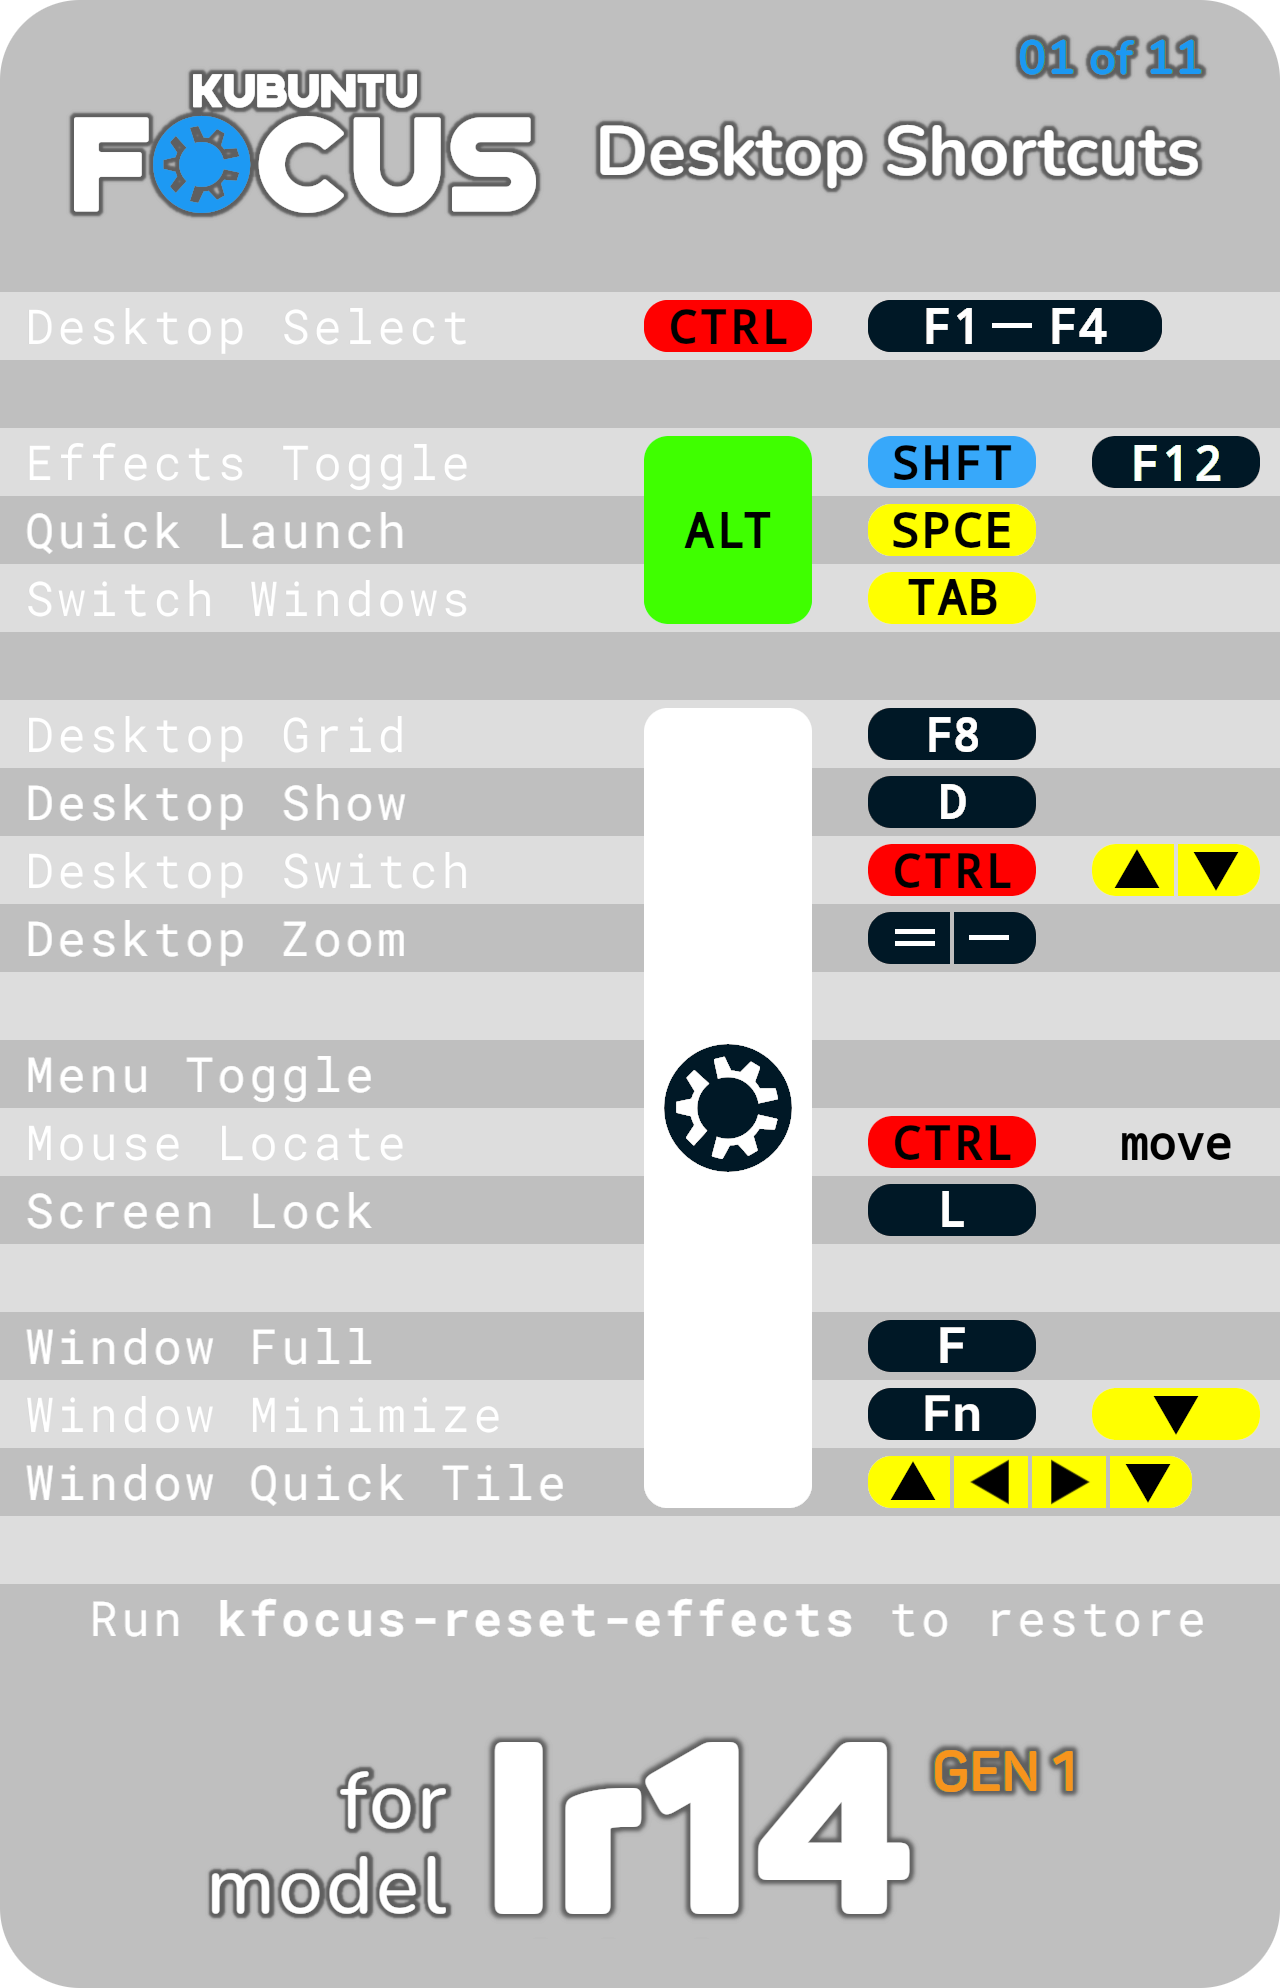 01 of 11
KUBUNTU
FOCUS
Desktop Shortcuts
Desktop Select CTRL F1 — F4
Effects Toggle SHFT F12
Quick Launch ALT SPCE
Switch Windows TAB
Desktop Grid F8
Desktop Show D
Desktop Switch CTRL ▲ ▼
Desktop Zoom = —
Menu Toggle
Mouse Locate CTRL move
Screen Lock L
Window Full F
Window Minimize Fn ▼
Window Quick Tile ▲ ◀ ▶ ▼
Run kfocus-reset-effects to restore
for model Ir14 GEN 1